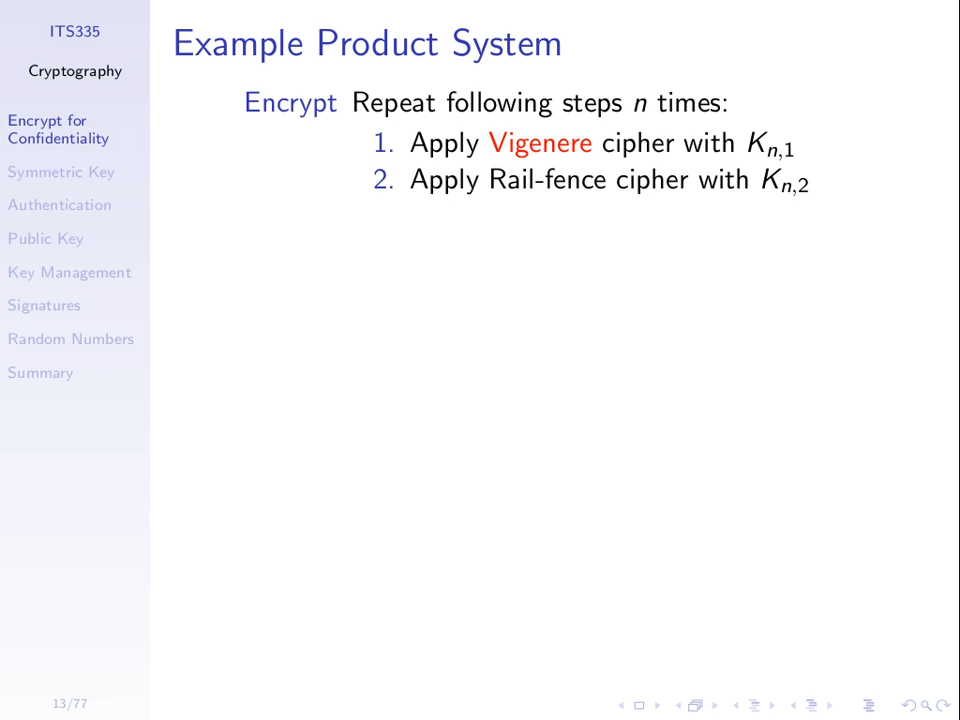 ITS335
Cryptography
Encrypt for
Confidentiality
Symmetric Key
Authentication
Public Key
Key Management
Signatures
Random Numbers
Summary
Example Product System
Encrypt Repeat following steps n times:
1. Apply Vigenere cipher with Kn,1
2. Apply Rail-fence cipher with Kn,2
13/77